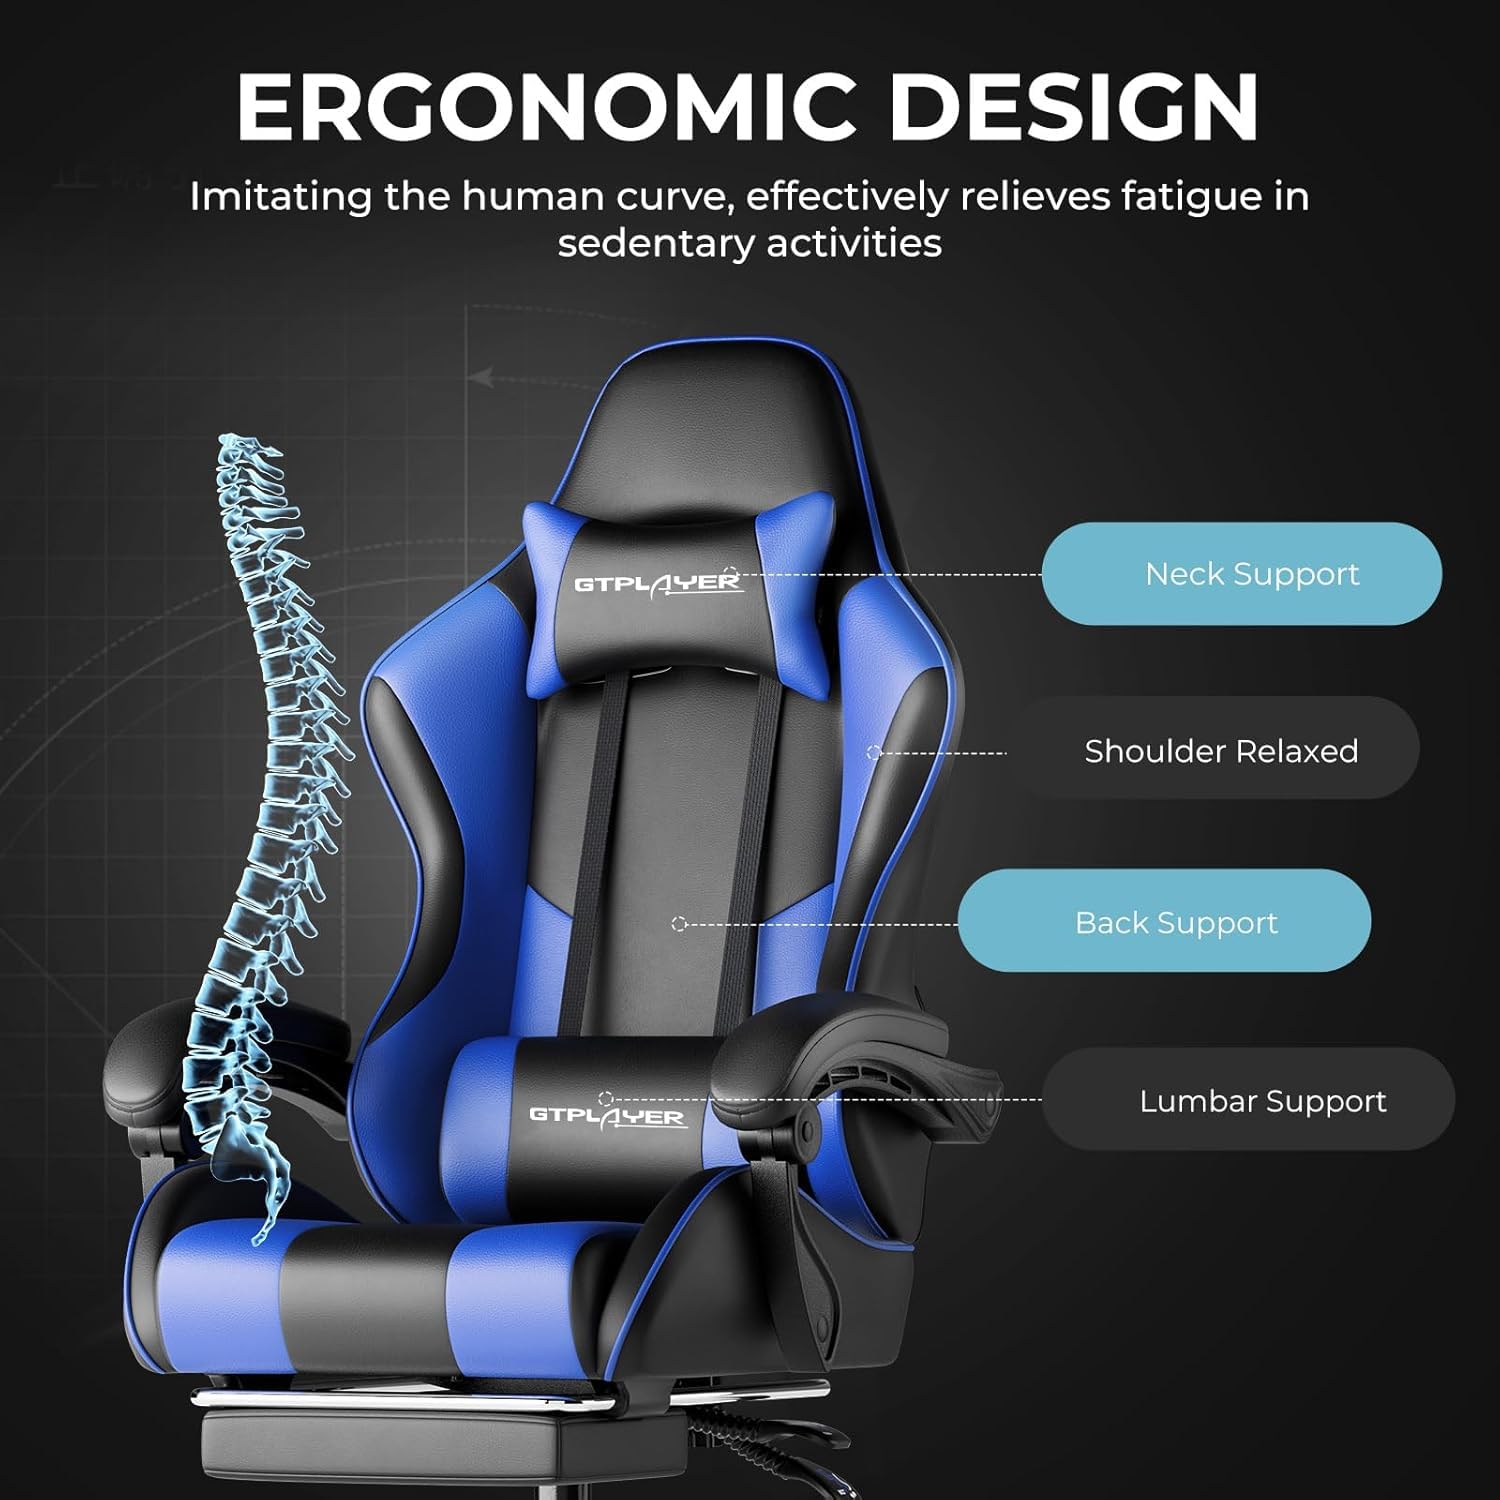 ERGONOMIC DESIGN
Imitating the human curve, effectively relieves fatigue in
sedentary activities
GTPLAYER
Neck Support
Shoulder Relaxed
Back Support
GTPLAYER
Lumbar Support